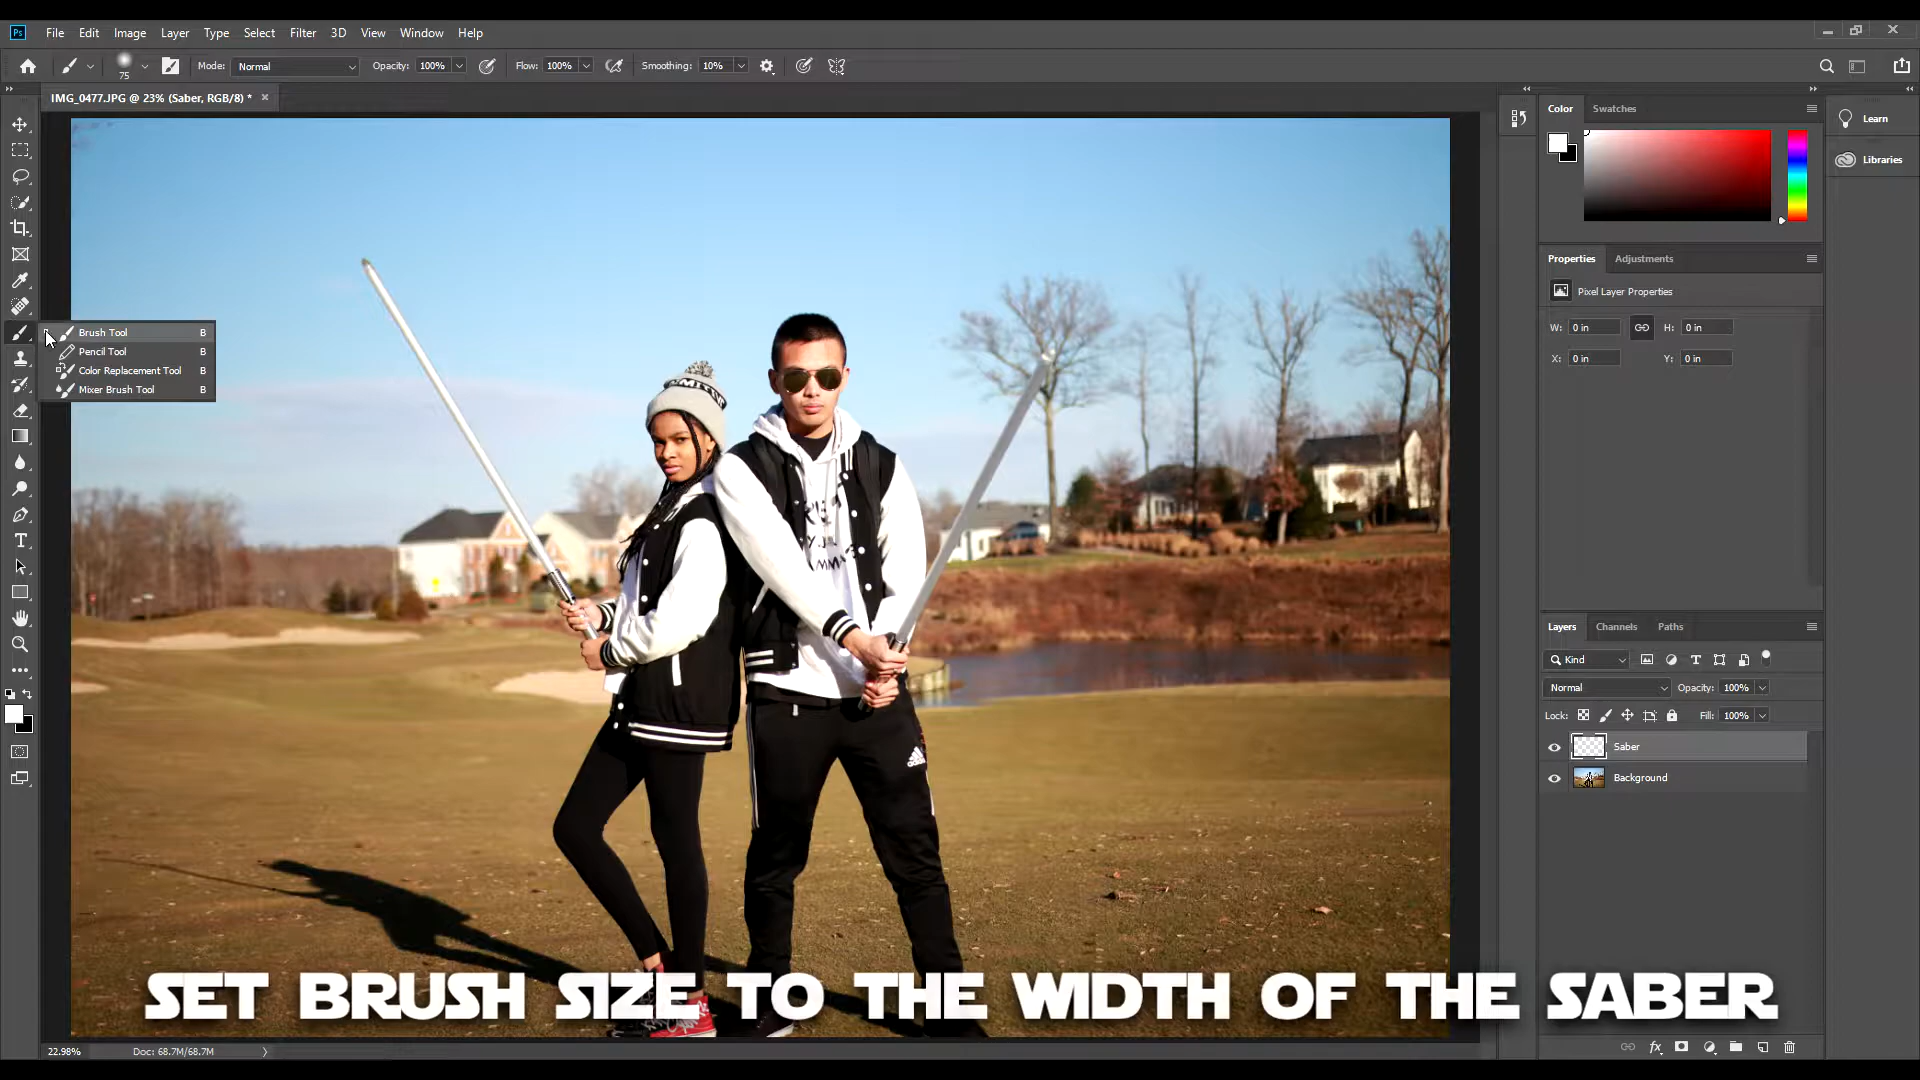 Ps File Edit Image Layer Type Select Filter 3D View Window Help
75 Mode: Normal Opacity: 100% Flow: 100% Smoothing: 10%
IMG_0477.JPG @ 23% (Saber, RGB/8) *
Color Swatches
Learn
Libraries
Properties Adjustments
Pixel Layer Properties
W: 0 in H: 0 in
X: 0 in Y: 0 in
Brush Tool B
Pencil Tool B
Color Replacement Tool B
Mixer Brush Tool B
Layers Channels Paths
Kind
Normal Opacity: 100%
Lock: Fill: 100%
Saber
Background
adidas
SET BRUSH SIZE TO THE WIDTH OF THE SABER
22.98% Doc: 68.7M/68.7M